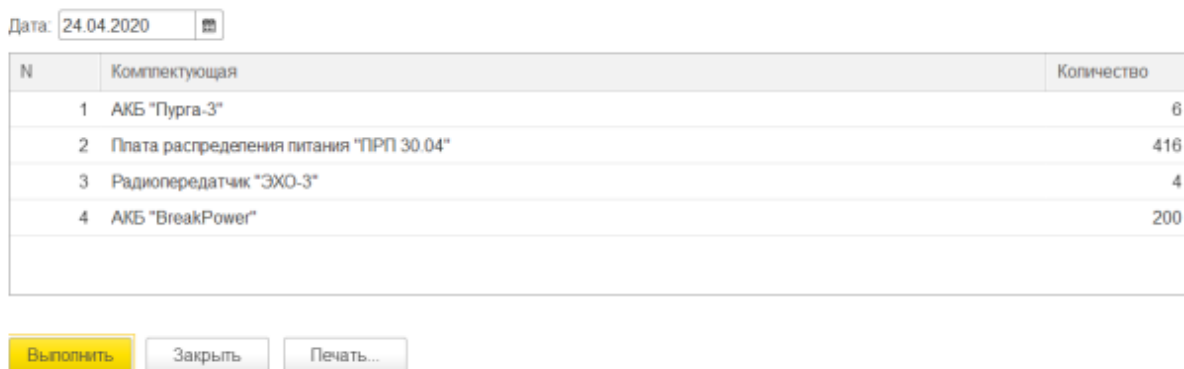 Дата: 24.04.2020
N Комплектующая Количество
1 АКБ "Пурга-3" 6
2 Плата распределения питания "ПРП 30.04" 416
3 Радиопередатчик "ЭХО-3" 4
4 АКБ "BreakPower" 200
Выполнить Закрыть Печать...